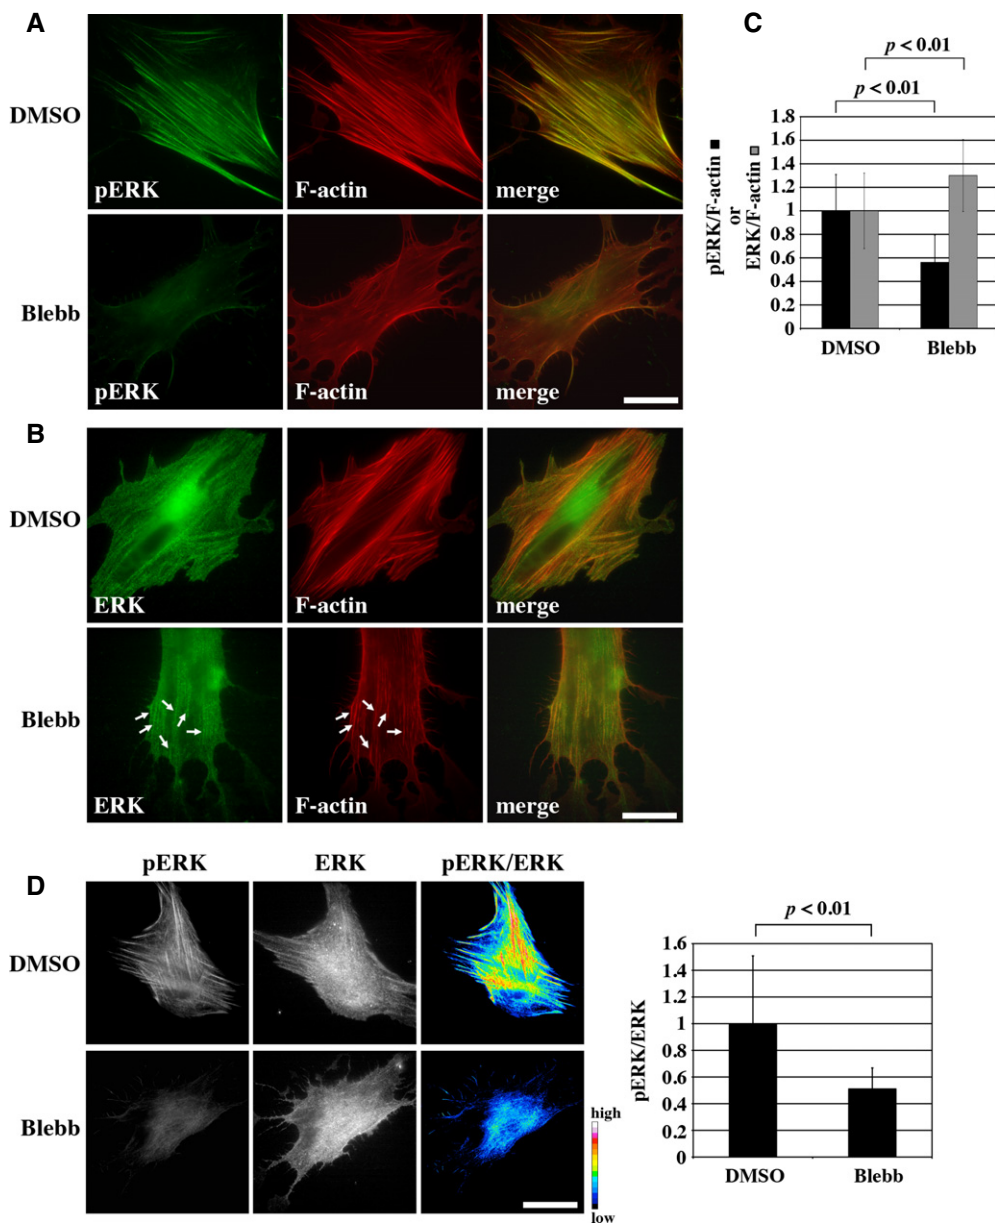 A
DMSO
pERK
F-actin
merge
Blebb
pERK
F-actin
merge
B
DMSO
ERK
F-actin
merge
Blebb
ERK
F-actin
merge
C
p < 0.01
p < 0.01
pERK/F-actin ■
or
ERK/F-actin ■
1.8
1.6
1.4
1.2
1
0.8
0.6
0.4
0.2
0
DMSO
Blebb
D
pERK
ERK
pERK/ERK
DMSO
Blebb
high
low
p < 0.01
pERK/ERK
1.6
1.4
1.2
1
0.8
0.6
0.4
0.2
0
DMSO
Blebb